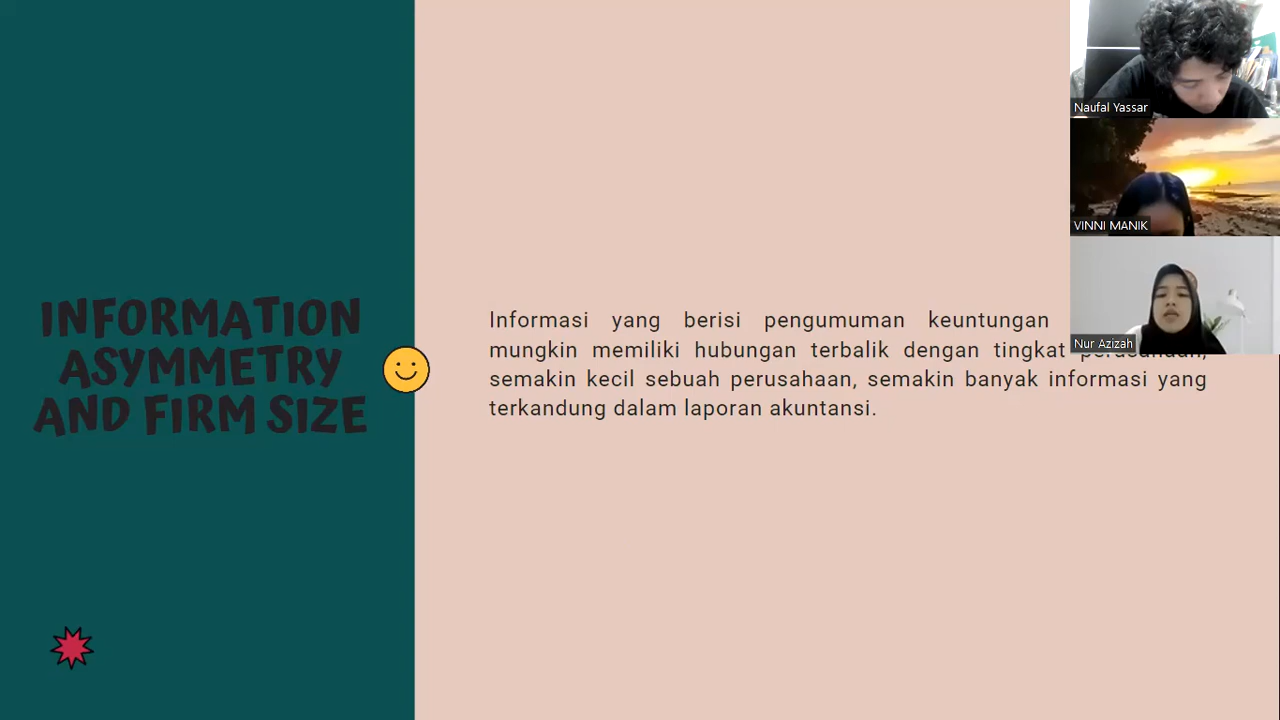 INFORMATION
ASYMMETRY
AND FIRM SIZE
Informasi yang berisi pengumuman keuntungan
mungkin memiliki hubungan terbalik dengan tingkat perusahaan,
semakin kecil sebuah perusahaan, semakin banyak informasi yang
terkandung dalam laporan akuntansi.
Naufal Yassar
VINNI MANIK
Nur Azizah